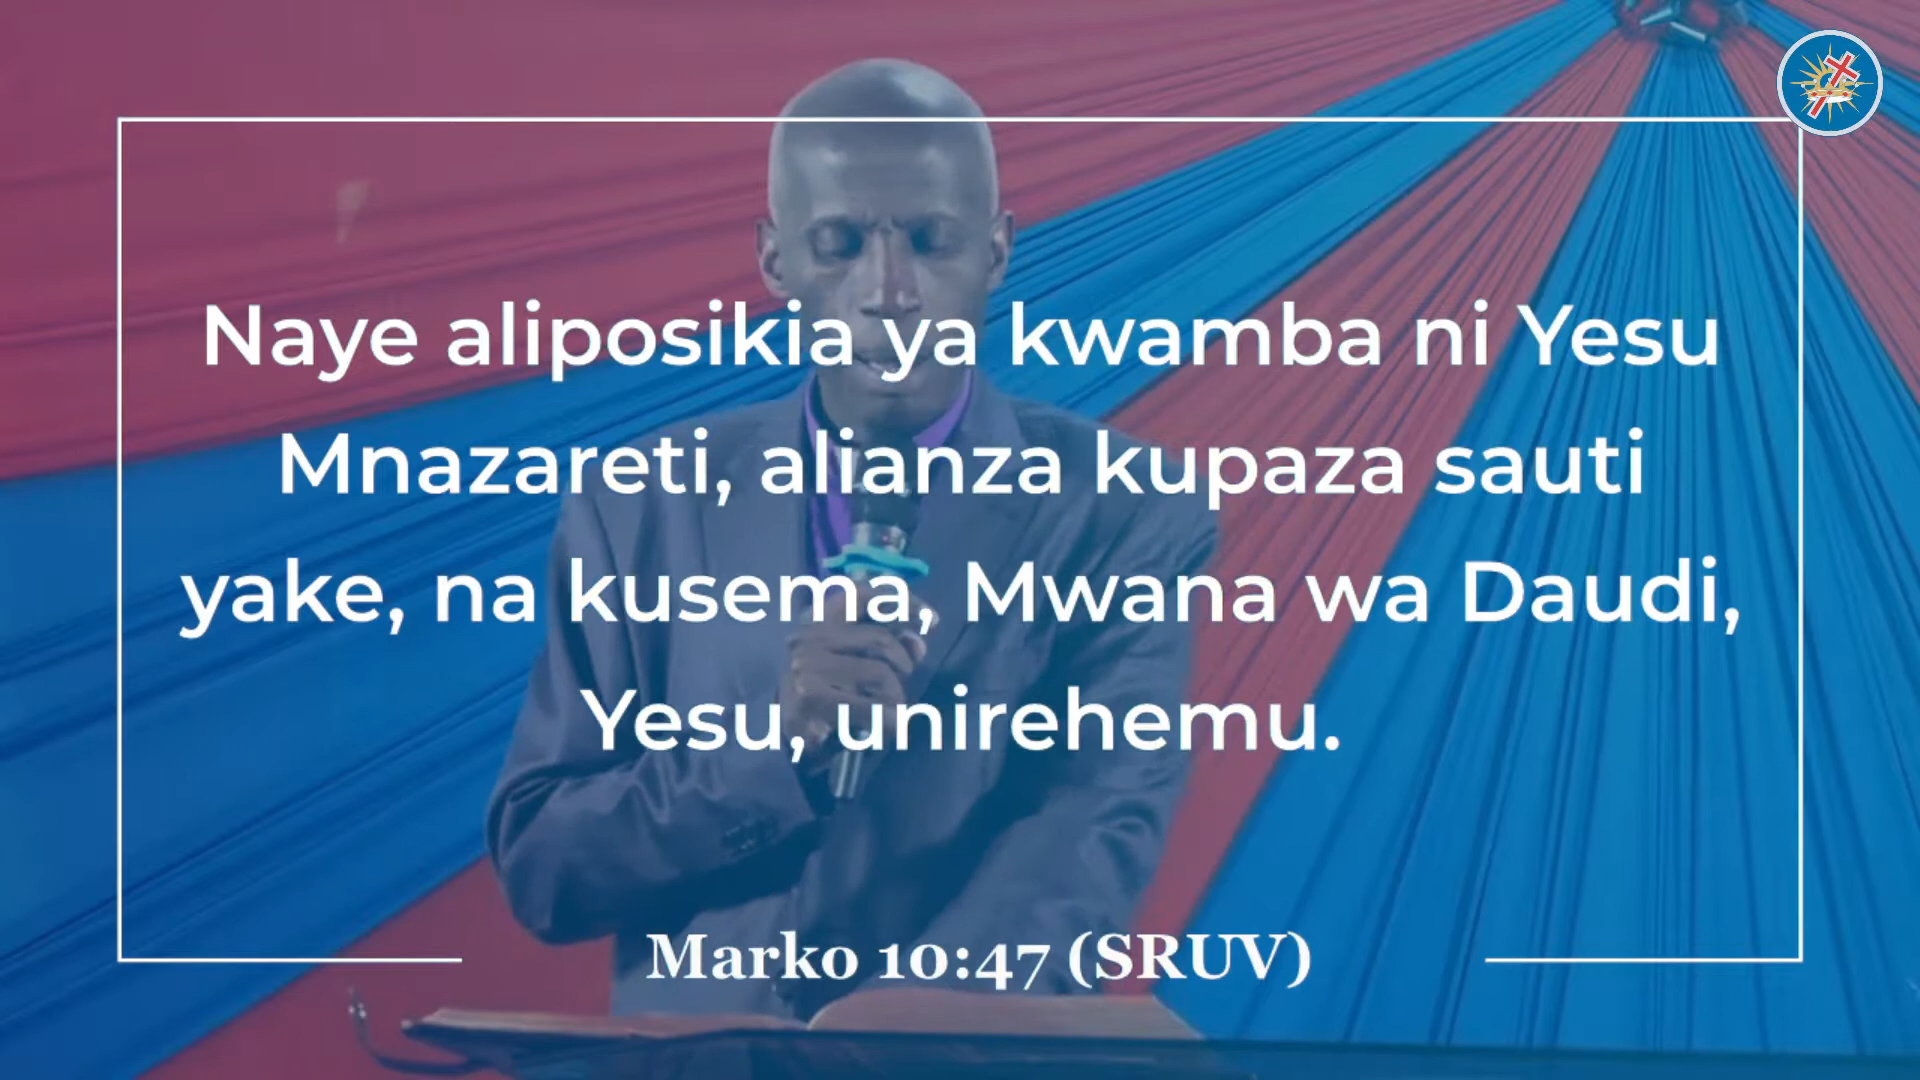 Naye aliposikia ya kwamba ni Yesu
Mnazareti, alianza kupaza sauti
yake, na kusema, Mwana wa Daudi,
Yesu, unirehemu.
Marko 10:47 (SRUV)